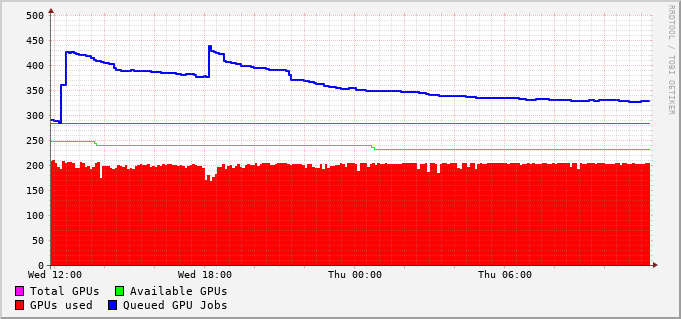 RRDTOOL / TOBI OETIKER
500
450
400
350
300
250
200
150
100
50
0
Wed 12:00 Wed 18:00 Thu 00:00 Thu 06:00
Total GPUs Available GPUs
GPUs used Queued GPU Jobs